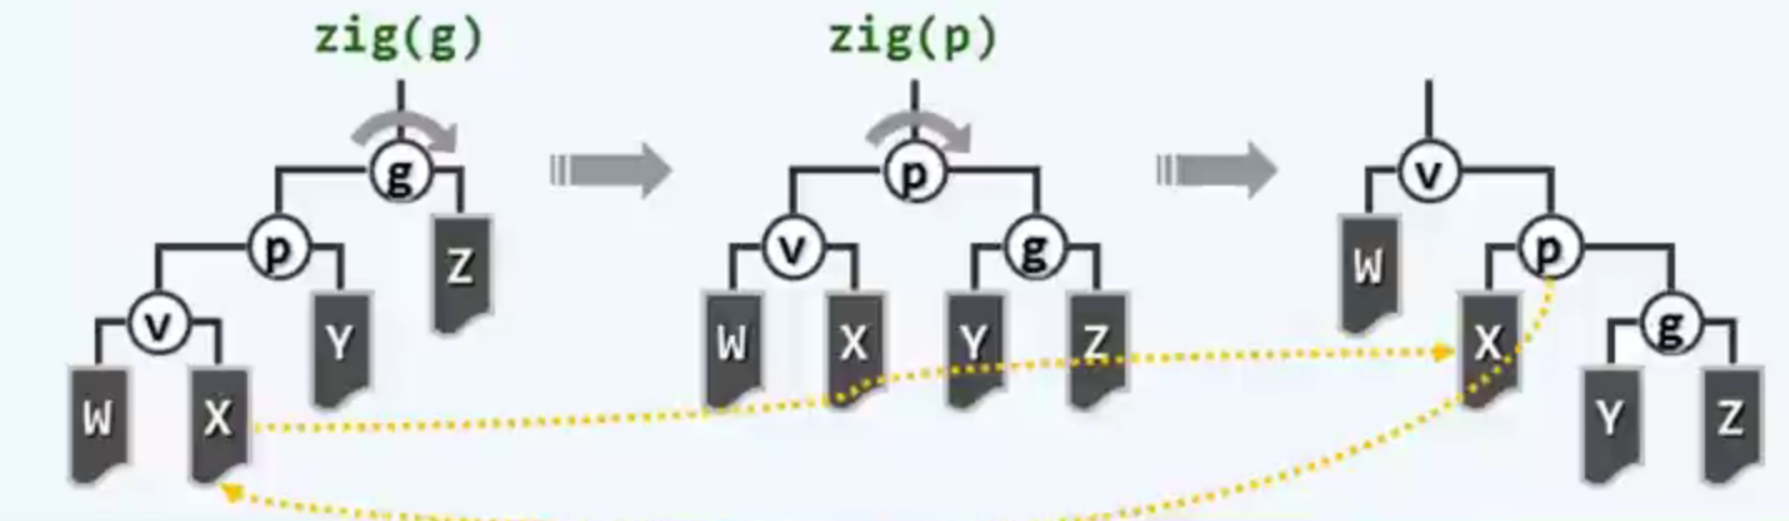 zig(g) zig(p)
g p v
p Z v g W p
v Y W X Y Z X g
W X Y Z